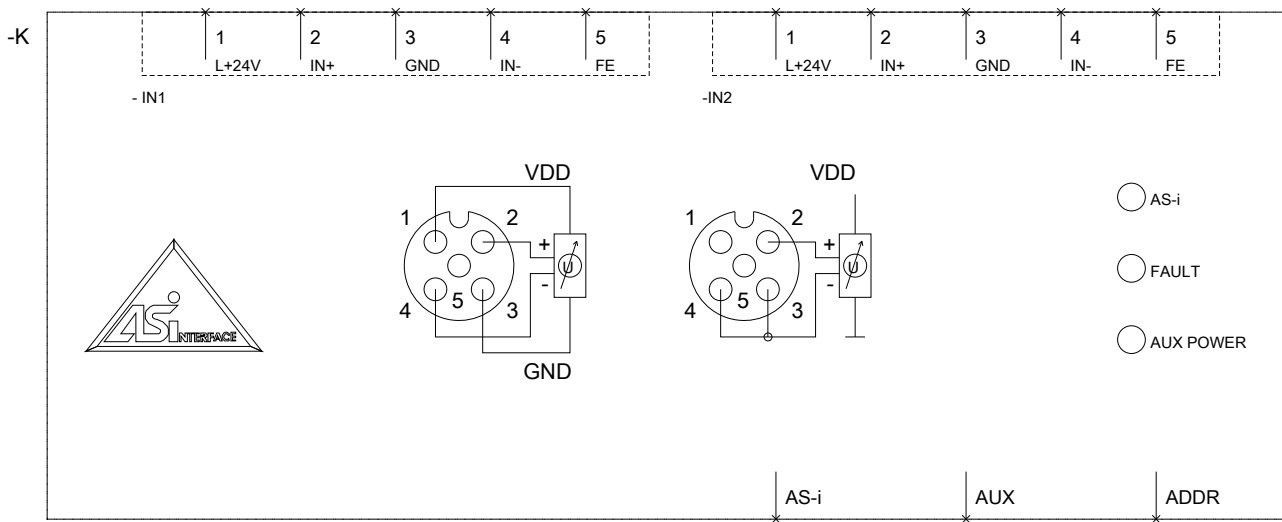 -K
1 2 3 4 5 1 2 3 4 5
L+24V IN+ GND IN- FE L+24V IN+ GND IN- FE
- IN1 -IN2
VDD VDD
1 2 1 2
+ +
U U
- -
4 5 3 4 5 3
GND
AS-i
FAULT
AUX POWER
ASi INTERFACE
AS-i AUX ADDR